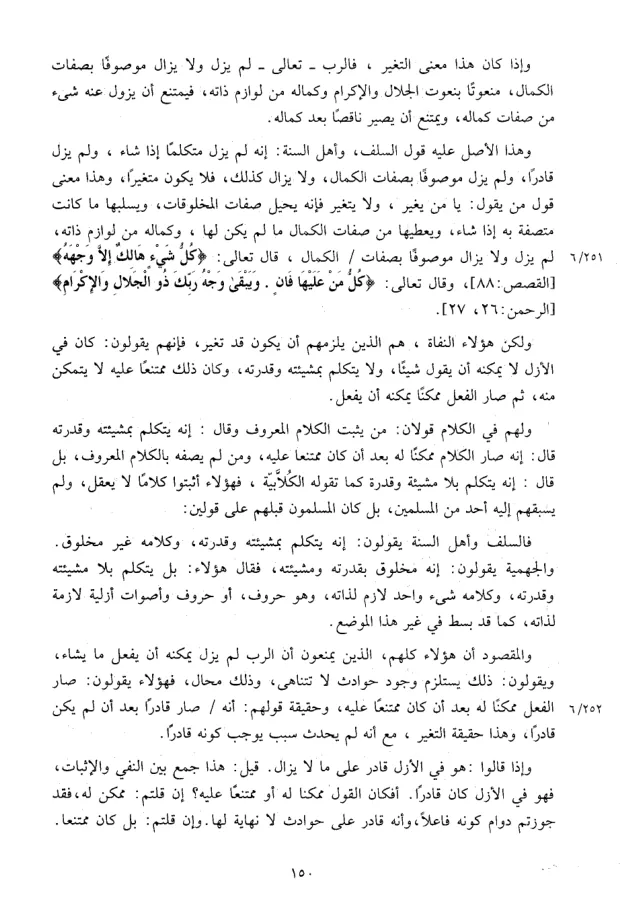 وإذا كان هذا معنى التغير ، فالرب ـ تعالى ـ لم يزل ولا يزال موصوفًا بصفات
الكمال، منعوتًا بنعوت الجلال والإكرام وكماله من لوازم ذاته، فيمتنع أن يزول عنه شىء
من صفات كماله، ويمتنع أن يصير ناقصًا بعد كماله.
وهذا الأصل عليه قول السلف، وأهل السنة: إنه لم يزل متكلمًا إذا شاء ، ولم يزل
قادرًا، ولم يزل موصوفًا بصفات الكمال، ولا يزال كذلك، فلا يكون متغيرًا، وهذا معنى
قول من يقول: يا من يغير ، ولا يتغير فإنه يحيل صفات المخلوقات، ويسلبها ما كانت
متصفة به إذا شاء، ويعطيها من صفات الكمال ما لم يكن لها ، وكماله من لوازم ذاته،
٦/٢٥١ لم يزل ولا يزال موصوفًا بصفات / الكمال ، قال تعالى: ﴿كُلُّ شَيْءٍ هَالِكٌ إِلاَّ وَجْهَهُ﴾
[القصص:٨٨]، وقال تعالى: ﴿كُلُّ مَنْ عَلَيْهَا فَانٍ . وَيَبْقَىٰ وَجْهُ رَبِّكَ ذُو الْجَلالِ وَالإِكْرَامِ﴾
[الرحمن:٢٦، ٢٧].
ولكن هؤلاء النفاة ، هم الذين يلزمهم أن يكون قد تغير، فإنهم يقولون: كان في
الأزل لا يمكنه أن يقول شيئًا، ولا يتكلم بمشيئته وقدرته، وكان ذلك ممتنعًا عليه لا يتمكن
منه، ثم صار الفعل ممكنًا يمكنه أن يفعل.
ولهم في الكلام قولان: من يثبت الكلام المعروف وقال : إنه يتكلم بمشيئته وقدرته
قال: إنه صار الكلام ممكنًا له بعد أن كان ممتنعا عليه، ومن لم يصفه بالكلام المعروف، بل
قال : إنه يتكلم بلا مشيئة وقدرة كما تقوله الكُلاَّبيّة ، فهؤلاء أثبتوا كلامًا لا يعقل، ولم
يسبقهم إليه أحد من المسلمين، بل كان المسلمون قبلهم على قولين:
فالسلف وأهل السنة يقولون: إنه يتكلم بمشيئته وقدرته، وكلامه غير مخلوق.
والجهمية يقولون: إنه مخلوق بقدرته ومشيئته، فقال هؤلاء: بل يتكلم بلا مشيئته
وقدرته، وكلامه شىء واحد لازم لذاته، وهو حروف، أو حروف وأصوات أزلية لازمة
لذاته، كما قد بسط في غير هذا الموضع.
والمقصود أن هؤلاء كلهم، الذين يمنعون أن الرب لم يزل يمكنه أن يفعل ما يشاء،
ويقولون: ذلك يستلزم وجود حوادث لا تتناهى، وذلك محال، فهؤلاء يقولون: صار
٦/٢٥٢ الفعل ممكنًا له بعد أن كان ممتنعًا عليه، وحقيقة قولهم: أنه / صار قادرًا بعد أن لم يكن
قادرًا، وهذا حقيقة التغير ، مع أنه لم يحدث سبب يوجب كونه قادرًا.
وإذا قالوا :هو في الأزل قادر على ما لا يزال. قيل: هذا جمع بين النفي والإثبات،
فهو في الأزل كان قادرًا. أفكان القول ممكنا له أو ممتنعًا عليه؟ إن قلتم: ممكن له،فقد
جوزتم دوام كونه فاعلاً،وأنه قادر على حوادث لا نهاية لها.وإن قلتم: بل كان ممتنعا.
١٥٠